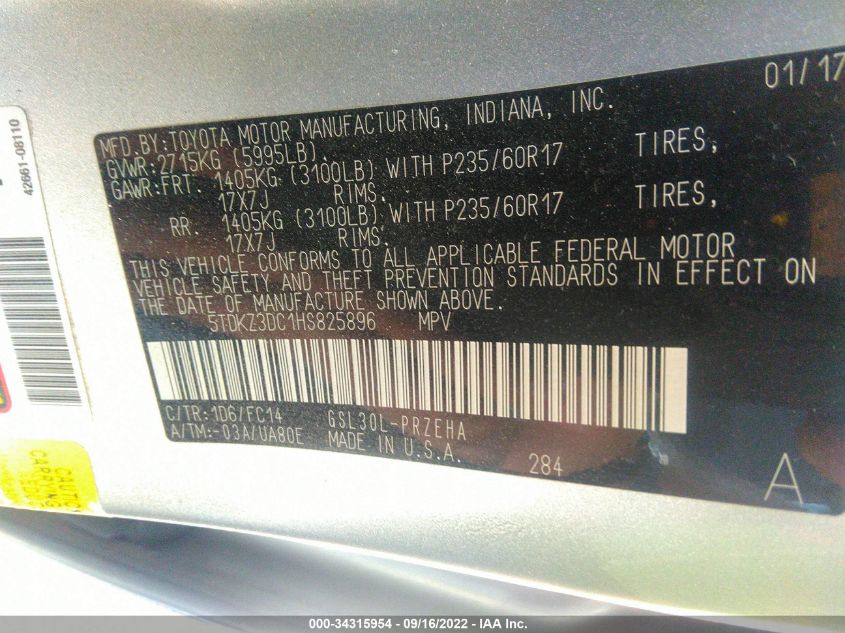 01/17
MFD.BY:TOYOTA MOTOR MANUFACTURING, INDIANA, INC.
GVWR:2715KG (5995LB).
GAWR:FRT. 1405KG (3100LB) WITH P235/60R17 TIRES,
17X7J RIMS.
RR. 1405KG (3100LB) WITH P235/60R17 TIRES,
17X7J RIMS.
THIS VEHICLE CONFORMS TO ALL APPLICABLE FEDERAL MOTOR
VEHICLE SAFETY AND THEFT PREVENTION STANDARDS IN EFFECT ON
THE DATE OF MANUFACTURE SHOWN ABOVE.
5TDKZ3DC1HS825896 MPV
C/TR:1D6/FC14 GSL30L-PRZEHA
A/TM:-03A/UA80E MADE IN U.S.A.
284
A
42661-08110
CAUTIO
CARRYING
000-34315954 / 09/16/2022 - IAA Inc.